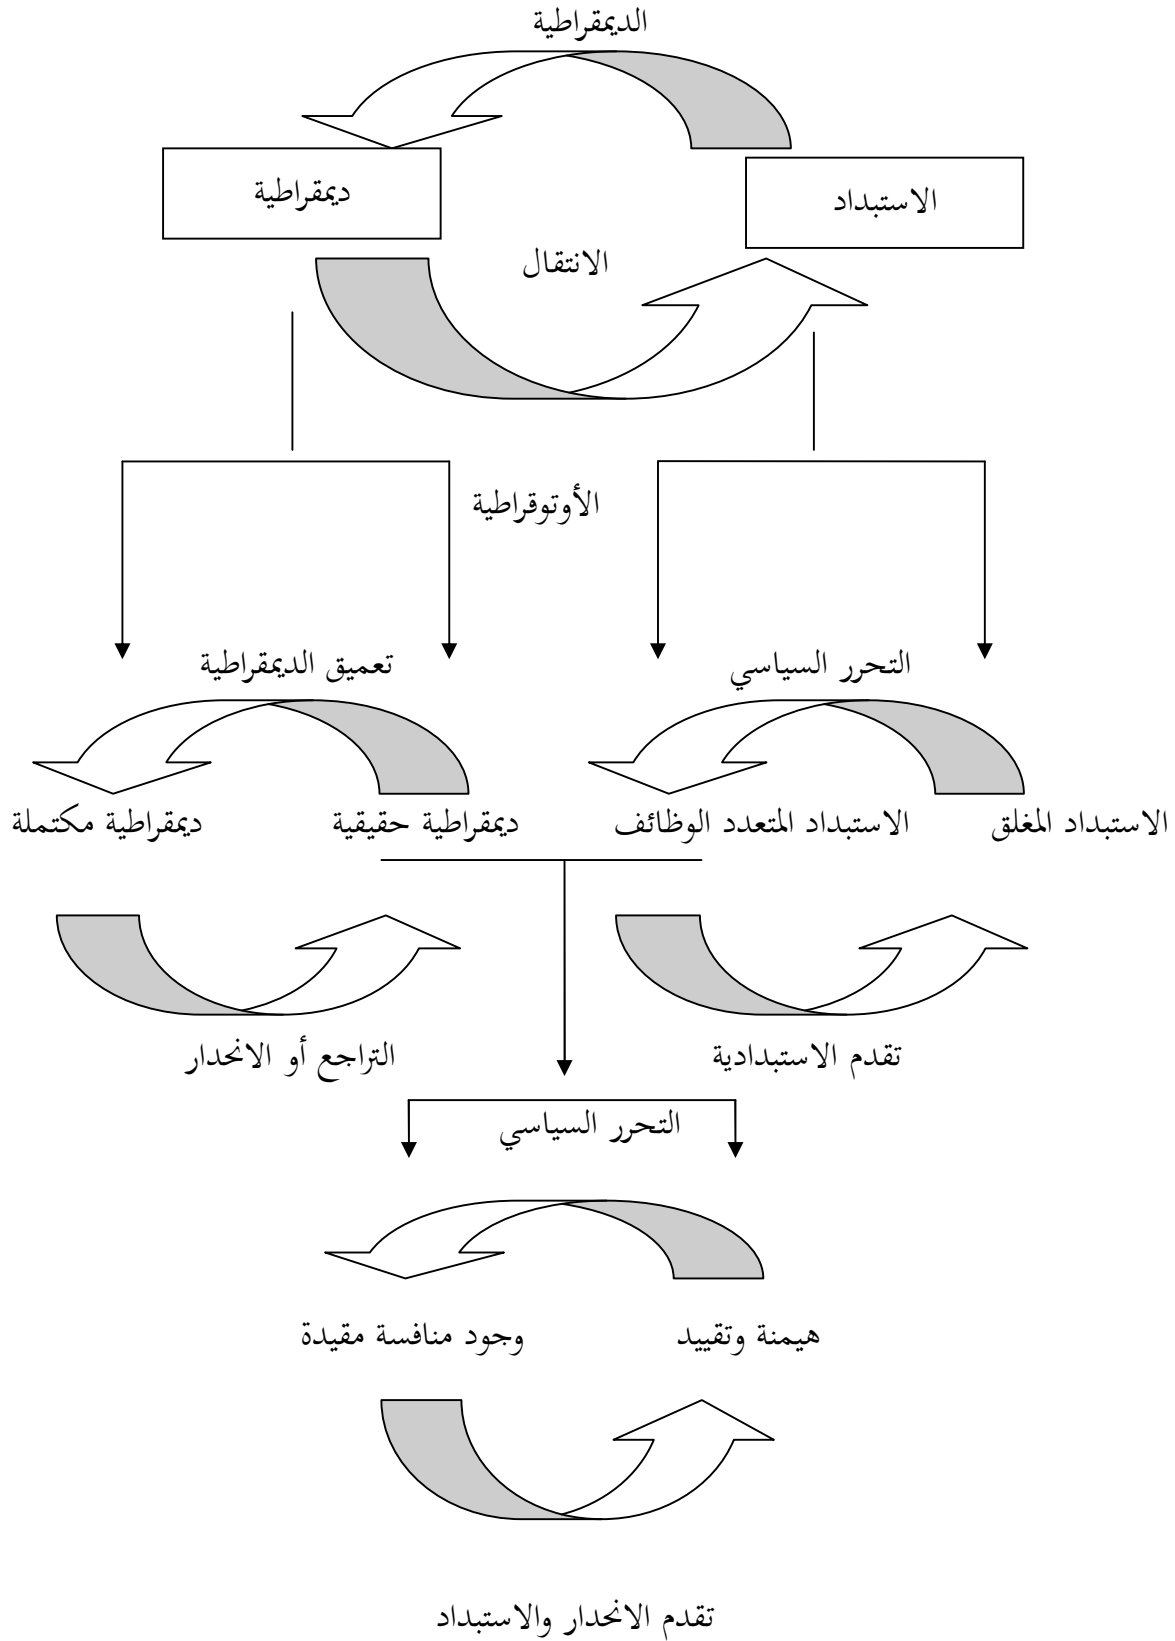 الديمقراطية
الاستبداد
ديمقراطية
الانتقال
الأوتوقراطية
التحرر السياسي
تعميق الديمقراطية
الاستبداد المغلق
الاستبداد المتعدد الوظائف
ديمقراطية حقيقية
ديمقراطية مكتملة
تقدم الاستبدادية
التراجع أو الانحدار
التحرر السياسي
هيمنة وتقييد
وجود منافسة مقيدة
تقدم الانحدار والاستبداد